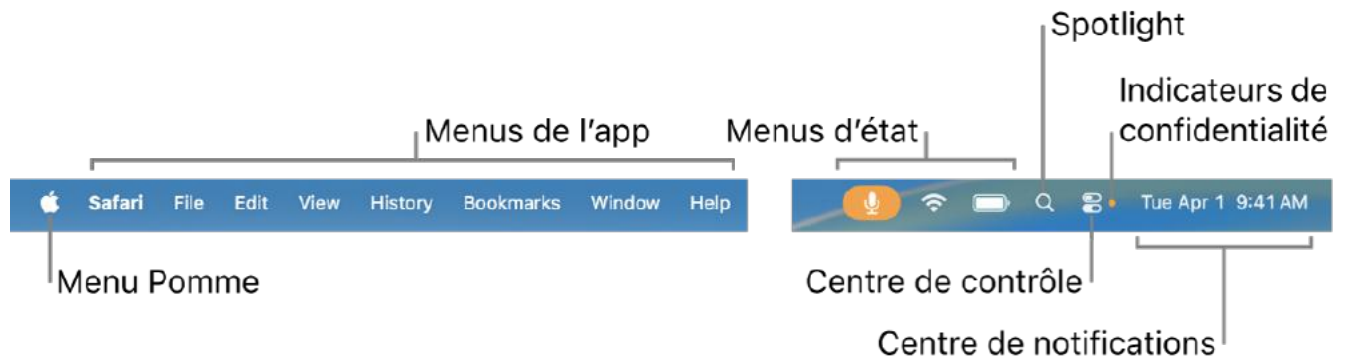 Spotlight
Indicateurs de
confidentialité
Menus de l'app
Menus d'état
Safari File Edit View History Bookmarks Window Help
Tue Apr 1 9:41 AM
Menu Pomme
Centre de contrôle
Centre de notifications